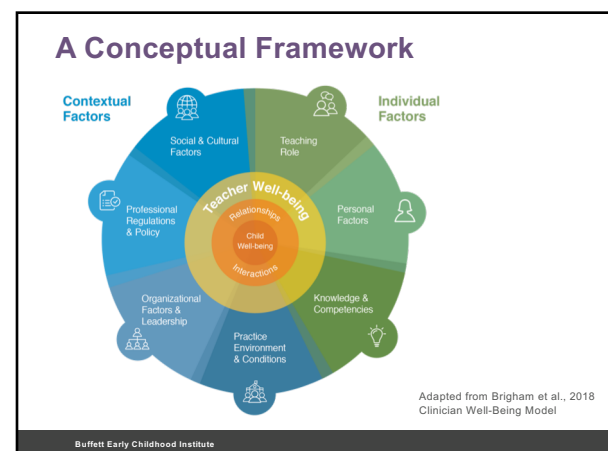 A Conceptual Framework
Contextual
Factors
Individual
Factors
Social & Cultural
Factors
Teaching
Role
Professional
Regulations
& Policy
Teacher Well-being
Relationships
Child
Well-being
Interactions
Personal
Factors
Organizational
Factors &
Leadership
Knowledge &
Competencies
Practice
Environment
& Conditions
Adapted from Brigham et al., 2018
Clinician Well-Being Model
Buffett Early Childhood Institute